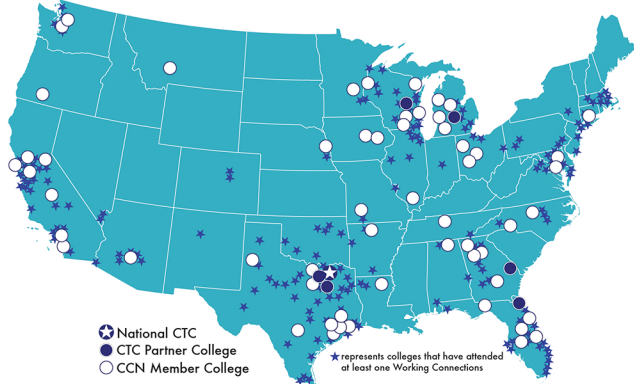 National CTC
CTC Partner College
CCN Member College
represents colleges that have attended
at least one Working Connections